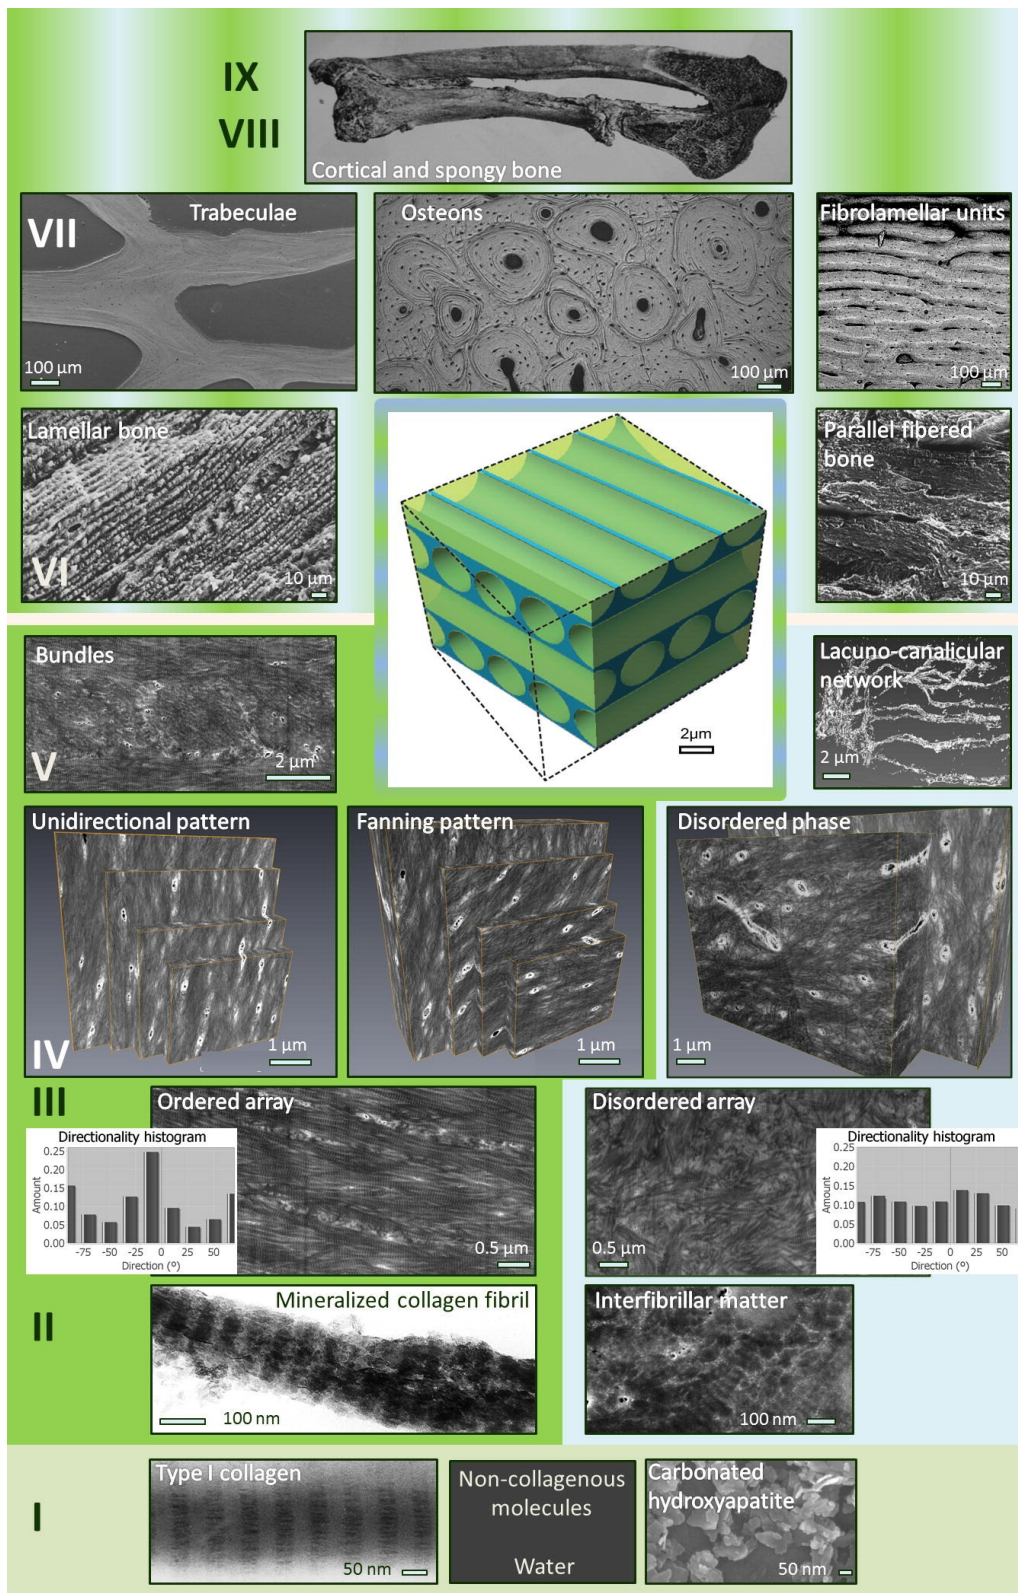 IX
VIII
Cortical and spongy bone
VII
Trabeculae
100 µm
Osteons
100 µm
Fibrolamellar units
100 µm
Lamellar bone
VI
10 µm
2µm
Parallel fibered
bone
10 µm
Bundles
V
2 µm
Lacuno-canalicular
network
2 µm
Unidirectional pattern
IV
1 µm
Fanning pattern
1 µm
Disordered phase
1 µm
III
Ordered array
0.5 µm
Directionality histogram
0.25
0.20
0.15
0.10
0.05
0.00
Amount
-75 -50 -25 0 25 50
Direction (º)
Disordered array
0.5 µm
Directionality histogram
0.25
0.20
0.15
0.10
0.05
0.00
Amount
-75 -50 -25 0 25 50
Direction (º)
II
Mineralized collagen fibril
100 nm
Interfibrillar matter
100 nm
I
Type I collagen
50 nm
Non-collagenous
molecules
Water
Carbonated
hydroxyapatite
50 nm